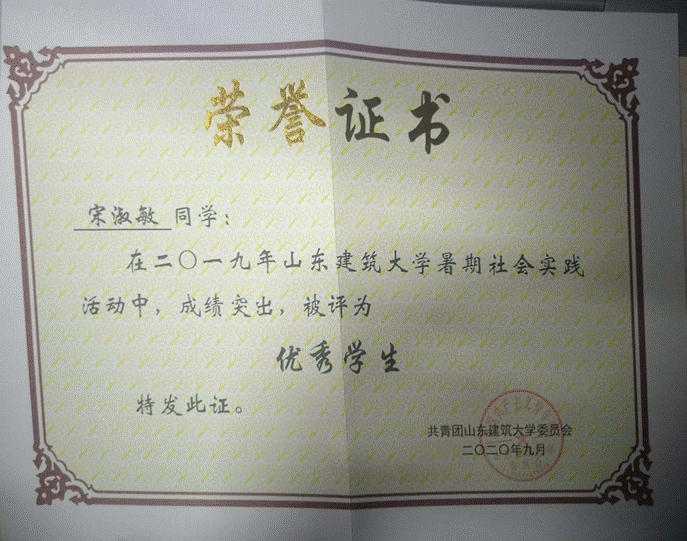 荣誉证书
宋淑敏 同学：
在二〇一九年山东建筑大学暑期社会实践
活动中，成绩突出，被评为
优秀学生
特发此证。
共青团山东建筑大学委员会
二〇二〇年九月